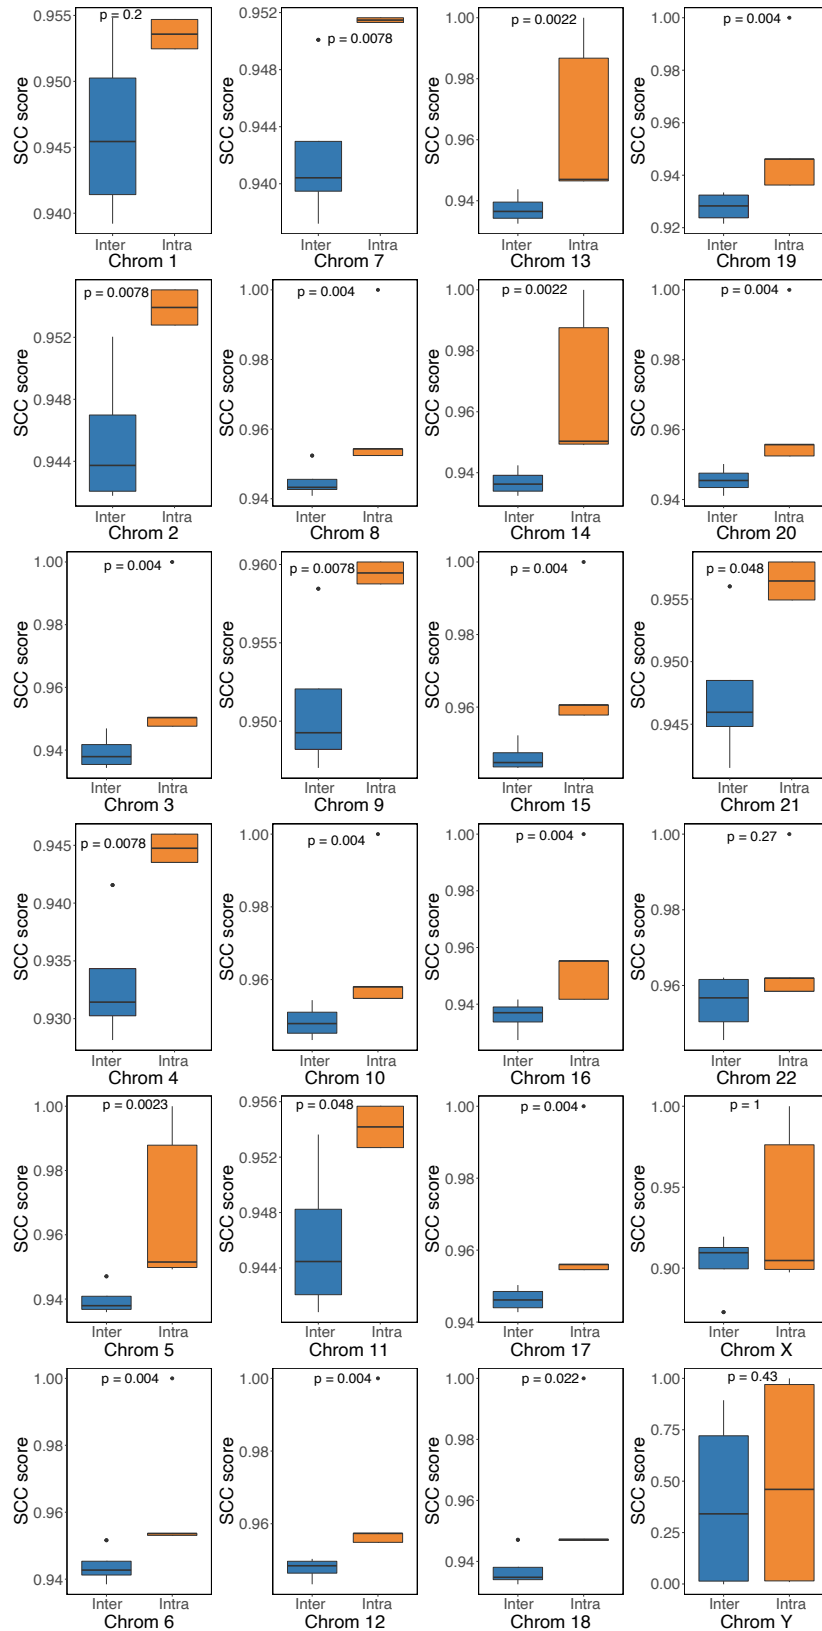 p = 0.2
0.955
0.950
0.945
0.940
SCC score
Inter Intra
Chrom 1
p = 0.0078
0.952
0.948
0.944
0.940
SCC score
Inter Intra
Chrom 7
p = 0.0022
1.00
0.98
0.96
0.94
SCC score
Inter Intra
Chrom 13
p = 0.004
1.00
0.98
0.96
0.94
0.92
SCC score
Inter Intra
Chrom 19
p = 0.0078
0.952
0.948
0.944
SCC score
Inter Intra
Chrom 2
p = 0.004
1.00
0.98
0.96
0.94
SCC score
Inter Intra
Chrom 8
p = 0.0022
1.00
0.98
0.96
0.94
SCC score
Inter Intra
Chrom 14
p = 0.004
1.00
0.98
0.96
0.94
SCC score
Inter Intra
Chrom 20
p = 0.004
1.00
0.98
0.96
0.94
SCC score
Inter Intra
Chrom 3
p = 0.0078
0.960
0.955
0.950
SCC score
Inter Intra
Chrom 9
p = 0.004
1.00
0.98
0.96
SCC score
Inter Intra
Chrom 15
p = 0.048
0.955
0.950
0.945
SCC score
Inter Intra
Chrom 21
p = 0.0078
0.945
0.940
0.935
0.930
SCC score
Inter Intra
Chrom 4
p = 0.004
1.00
0.98
0.96
SCC score
Inter Intra
Chrom 10
p = 0.004
1.00
0.98
0.96
0.94
SCC score
Inter Intra
Chrom 16
p = 0.27
1.00
0.98
0.96
SCC score
Inter Intra
Chrom 22
p = 0.0023
1.00
0.98
0.96
0.94
SCC score
Inter Intra
Chrom 5
p = 0.048
0.956
0.952
0.948
0.944
SCC score
Inter Intra
Chrom 11
p = 0.004
1.00
0.98
0.96
0.94
SCC score
Inter Intra
Chrom 17
p = 1
1.00
0.95
0.90
SCC score
Inter Intra
Chrom X
p = 0.004
1.00
0.98
0.96
0.94
SCC score
Inter Intra
Chrom 6
p = 0.004
1.00
0.98
0.96
SCC score
Inter Intra
Chrom 12
p = 0.022
1.00
0.98
0.96
0.94
SCC score
Inter Intra
Chrom 18
p = 0.43
1.00
0.75
0.50
0.25
0.00
SCC score
Inter Intra
Chrom Y